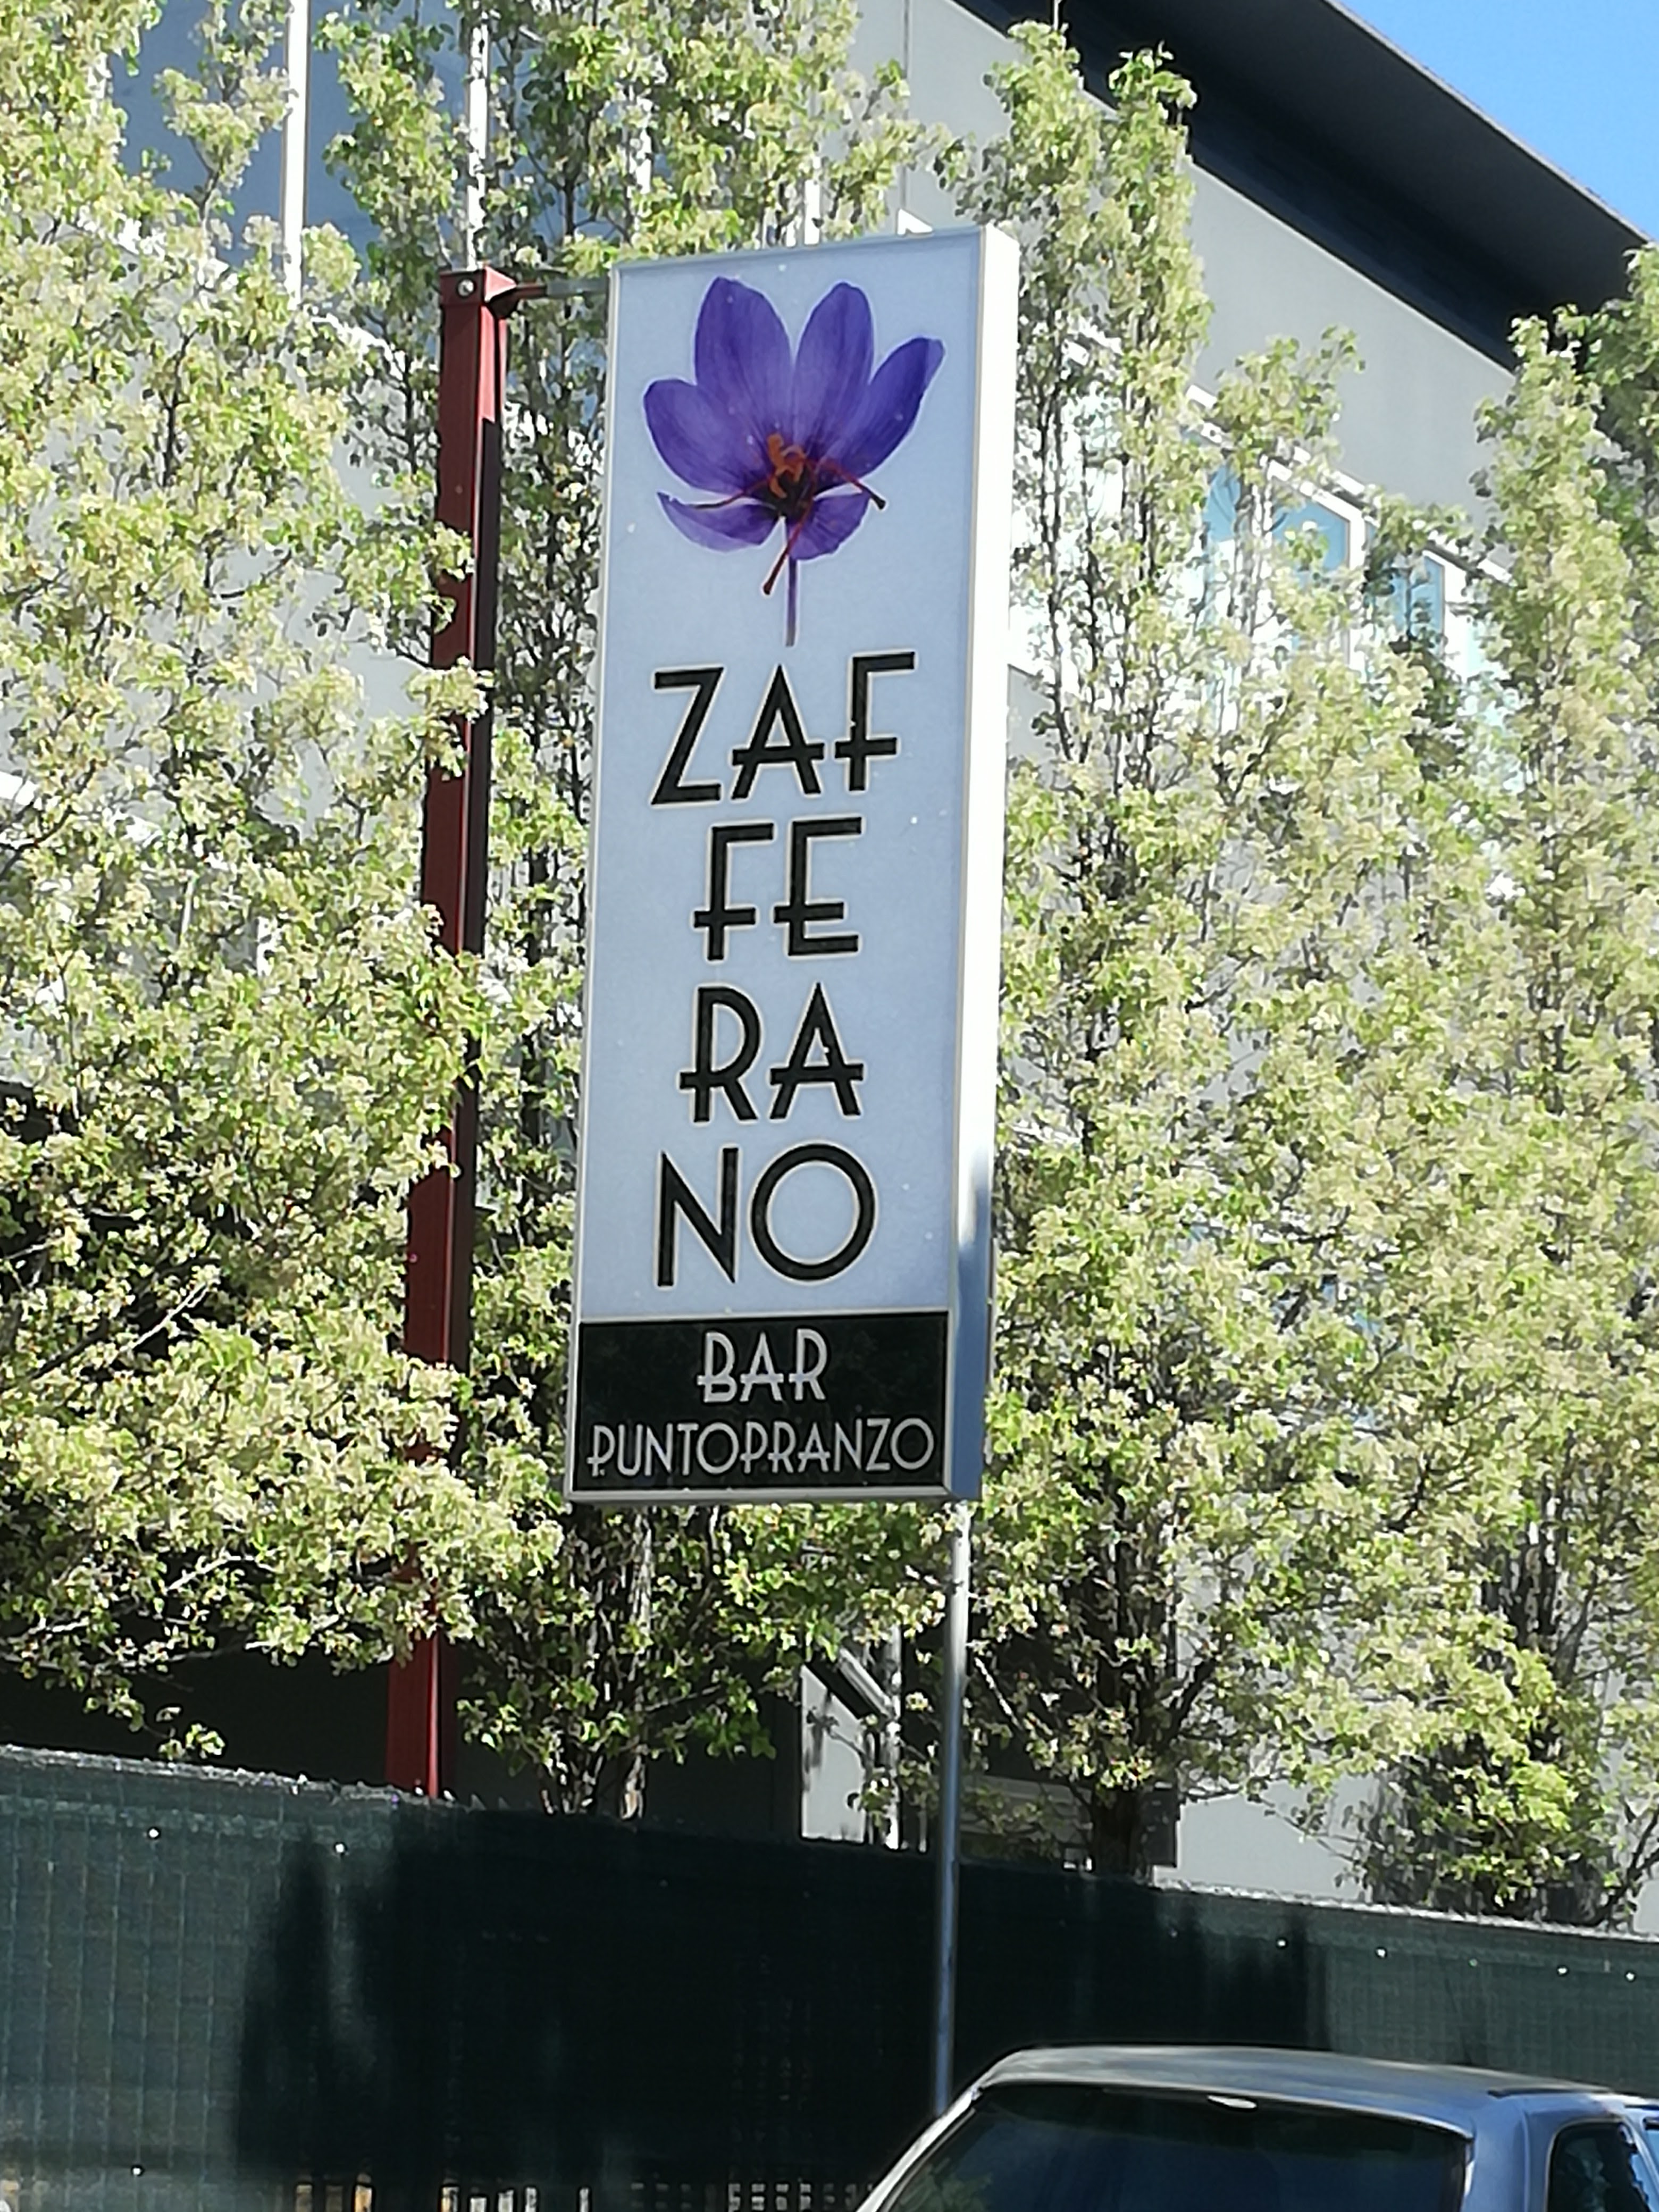 ZAF
FE
RA
NO
BAR
PUNTOPRANZO